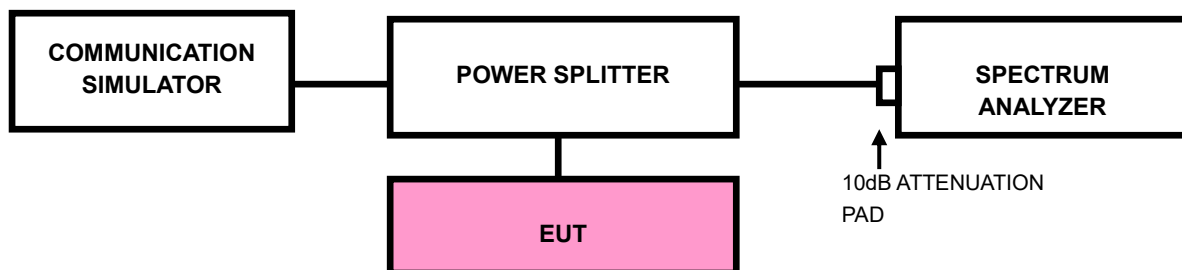 COMMUNICATION
SIMULATOR
POWER SPLITTER
SPECTRUM
ANALYZER
10dB ATTENUATION
PAD
EUT